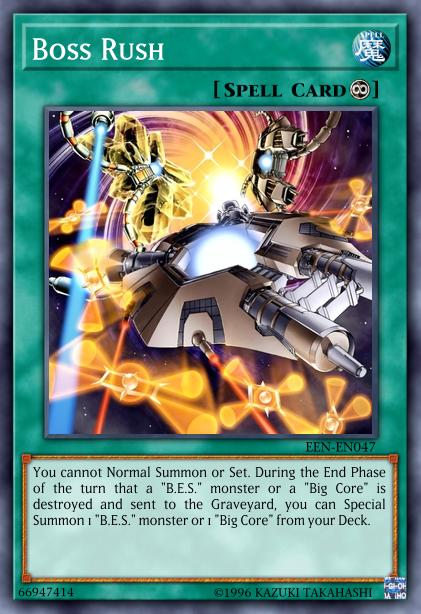 Boss Rush
SPELL
魔
[Spell Card]
EEN-EN047
You cannot Normal Summon or Set. During the End Phase
of the turn that a "B.E.S." monster or a "Big Core" is
destroyed and sent to the Graveyard, you can Special
Summon 1 "B.E.S." monster or 1 "Big Core" from your Deck.
66947414
©1996 KAZUKI TAKAHASHI